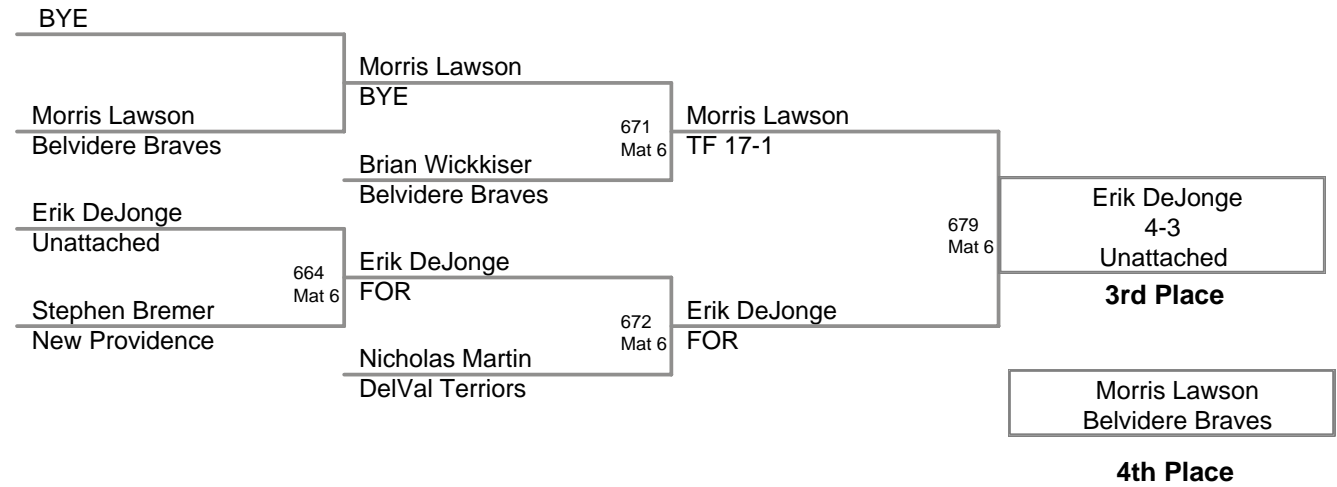 BYE
Morris Lawson
BYE
Morris Lawson
Belvidere Braves
671
Mat 6
Morris Lawson
TF 17-1
Brian Wickkiser
Belvidere Braves
Erik DeJonge
Unattached
679
Mat 6
Erik DeJonge
4-3
Unattached
3rd Place
664
Mat 6
Erik DeJonge
FOR
Stephen Bremer
New Providence
672
Mat 6
Erik DeJonge
FOR
Nicholas Martin
DelVal Terriors
Morris Lawson
Belvidere Braves
4th Place